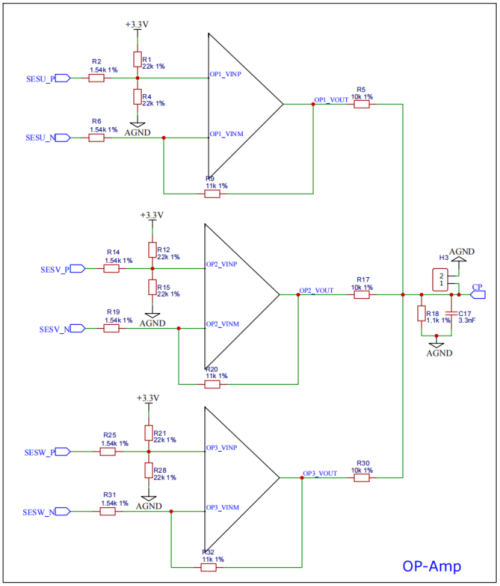 +3.3V
R2
1.54k 1%
R1
22k 1%
SESU_P
OP1_VINP
R4
22k 1%
AGND
R5
10k 1%
OP1_VOUT
R6
1.54k 1%
SESU_N
OP1_VINM
R9
11k 1%
+3.3V
R14
1.54k 1%
R12
22k 1%
SESV_P
OP2_VINP
R15
22k 1%
AGND
R17
10k 1%
OP2_VOUT
R19
1.54k 1%
SESV_N
OP2_VINM
R20
11k 1%
H3
AGND
2
1
CP
R18
1.1k 1%
C17
3.3nF
AGND
+3.3V
R25
1.54k 1%
R21
22k 1%
SESW_P
OP3_VINP
R28
22k 1%
AGND
R30
10k 1%
OP3_VOUT
R31
1.54k 1%
SESW_N
OP3_VINM
R32
11k 1%
OP-Amp